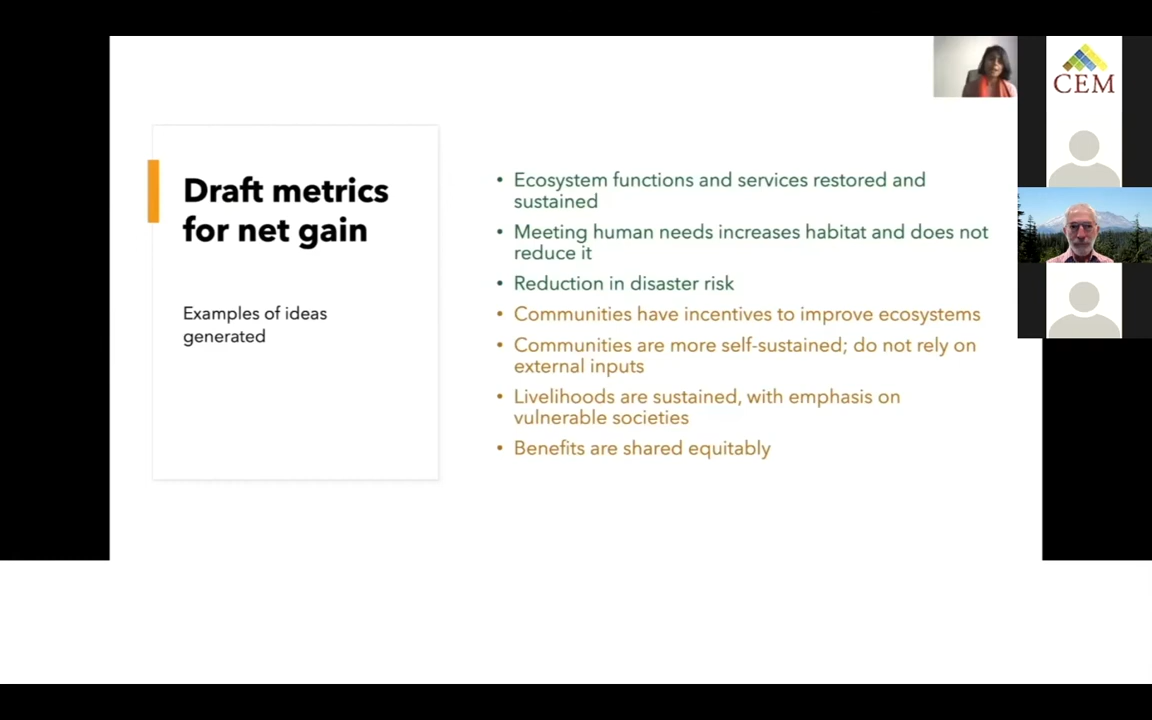 CEM
Draft metrics
for net gain
Examples of ideas
generated
• Ecosystem functions and services restored and
sustained
• Meeting human needs increases habitat and does not
reduce it
• Reduction in disaster risk
• Communities have incentives to improve ecosystems
• Communities are more self-sustained; do not rely on
external inputs
• Livelihoods are sustained, with emphasis on
vulnerable societies
• Benefits are shared equitably